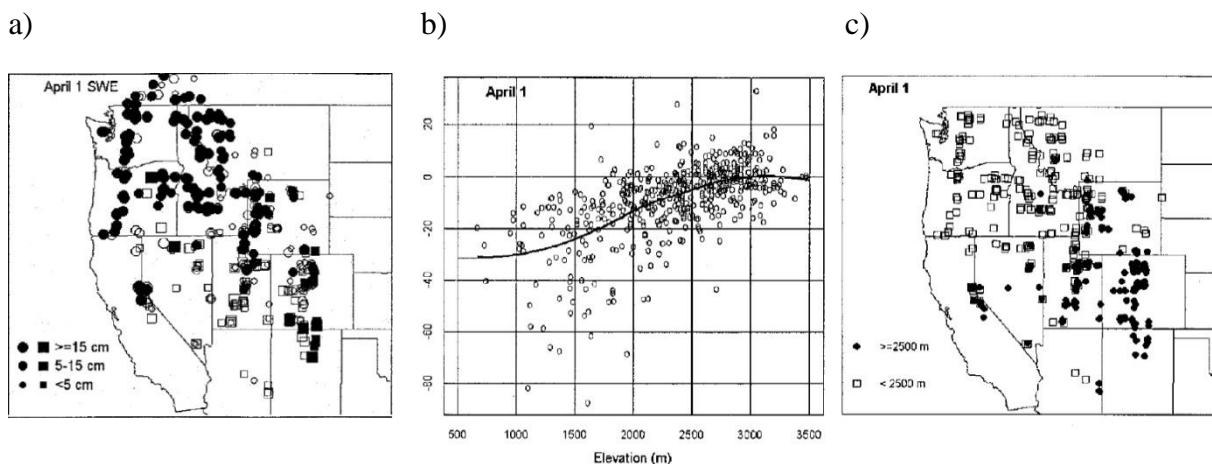 a)
b)
c)
April 1 SWE
>=15 cm
5-15 cm
<5 cm
April 1
20
0
-20
-40
-60
-80
500 1000 1500 2000 2500 3000 3500
Elevation (m)
April 1
>=2500 m
< 2500 m